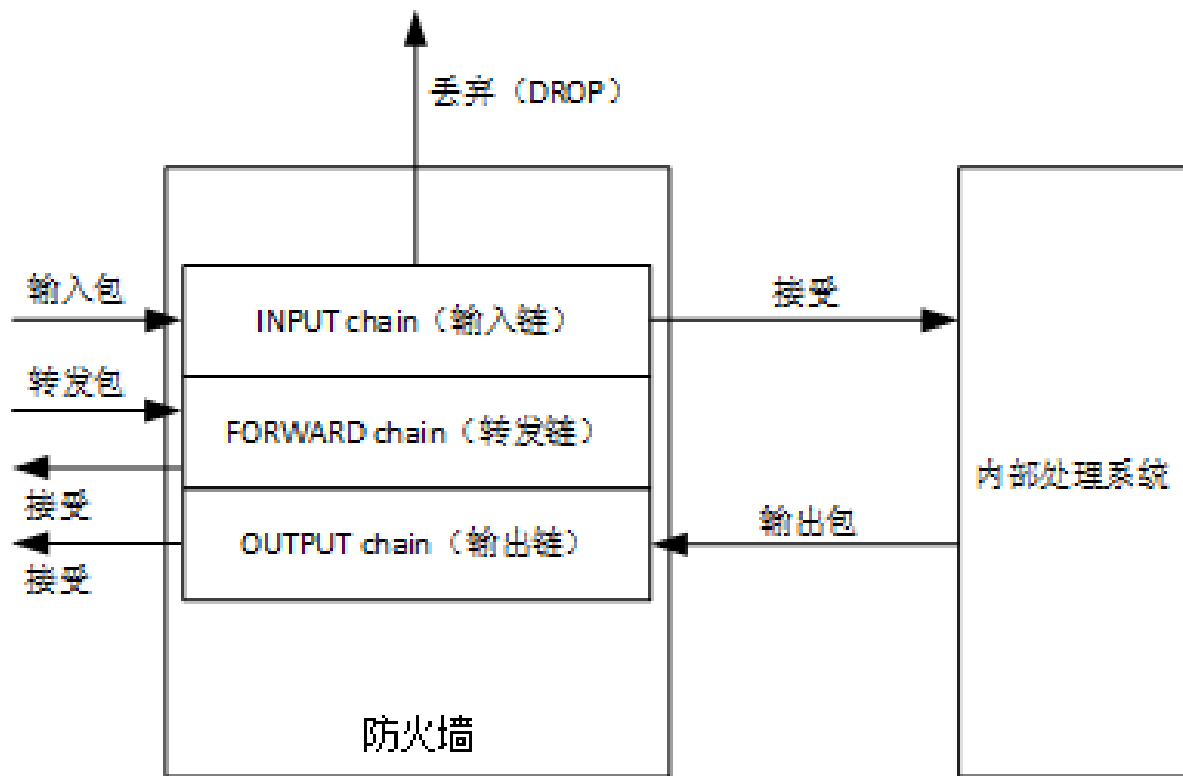 丢弃（DROP）
输入包
INPUT chain（输入链）
接受
转发包
FORWARD chain（转发链）
接受
内部处理系统
输出包
OUTPUT chain（输出链）
接受
防火墙